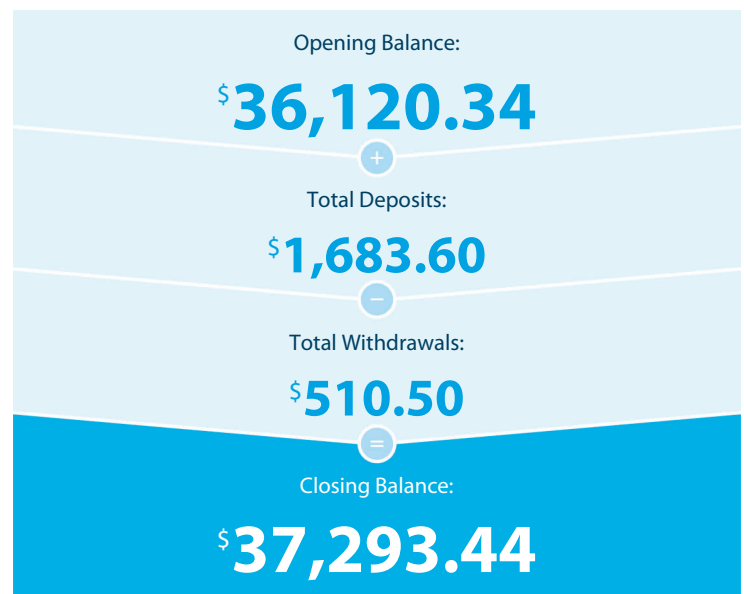 Opening Balance:
$36,120.34
+
Total Deposits:
$1,683.60
−
Total Withdrawals:
$510.50
=
Closing Balance:
$37,293.44